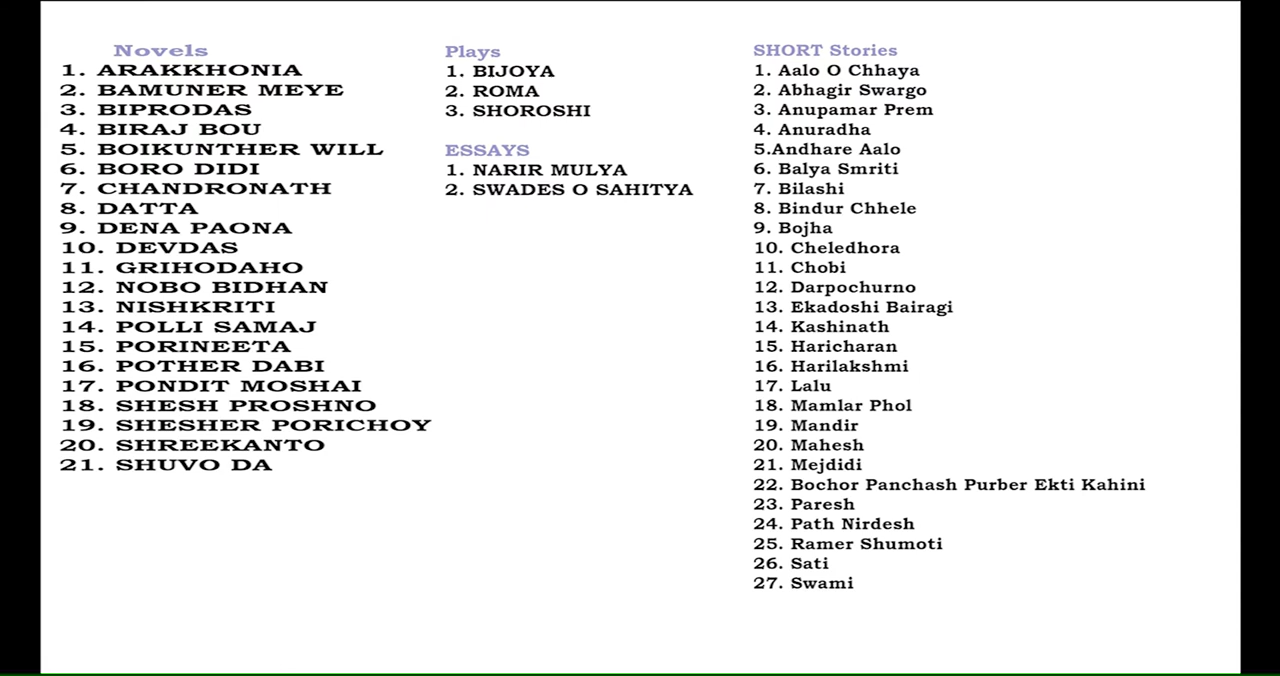 Novels
1. ARAKKHONIA
2. BAMUNER MEYE
3. BIPRODAS
4. BIRAJ BOU
5. BOIKUNTHER WILL
6. BORO DIDI
7. CHANDRONATH
8. DATTA
9. DENA PAONA
10. DEVDAS
11. GRIHODAHO
12. NOBO BIDHAN
13. NISHKRITI
14. POLLI SAMAJ
15. PORINEETA
16. POTHER DABI
17. PONDIT MOSHAI
18. SHESH PROSHNO
19. SHESHER PORICHOY
20. SHREEKANTO
21. SHUVO DA
Plays
1. BIJOYA
2. ROMA
3. SHOROSHI
ESSAYS
1. NARIR MULYA
2. SWADES O SAHITYA
SHORT Stories
1. Aalo O Chhaya
2. Abhagir Swargo
3. Anupamar Prem
4. Anuradha
5.Andhare Aalo
6. Balya Smriti
7. Bilashi
8. Bindur Chhele
9. Bojha
10. Cheledhora
11. Chobi
12. Darpochurno
13. Ekadoshi Bairagi
14. Kashinath
15. Haricharan
16. Harilakshmi
17. Lalu
18. Mamlar Phol
19. Mandir
20. Mahesh
21. Mejdidi
22. Bochor Panchash Purber Ekti Kahini
23. Paresh
24. Path Nirdesh
25. Ramer Shumoti
26. Sati
27. Swami